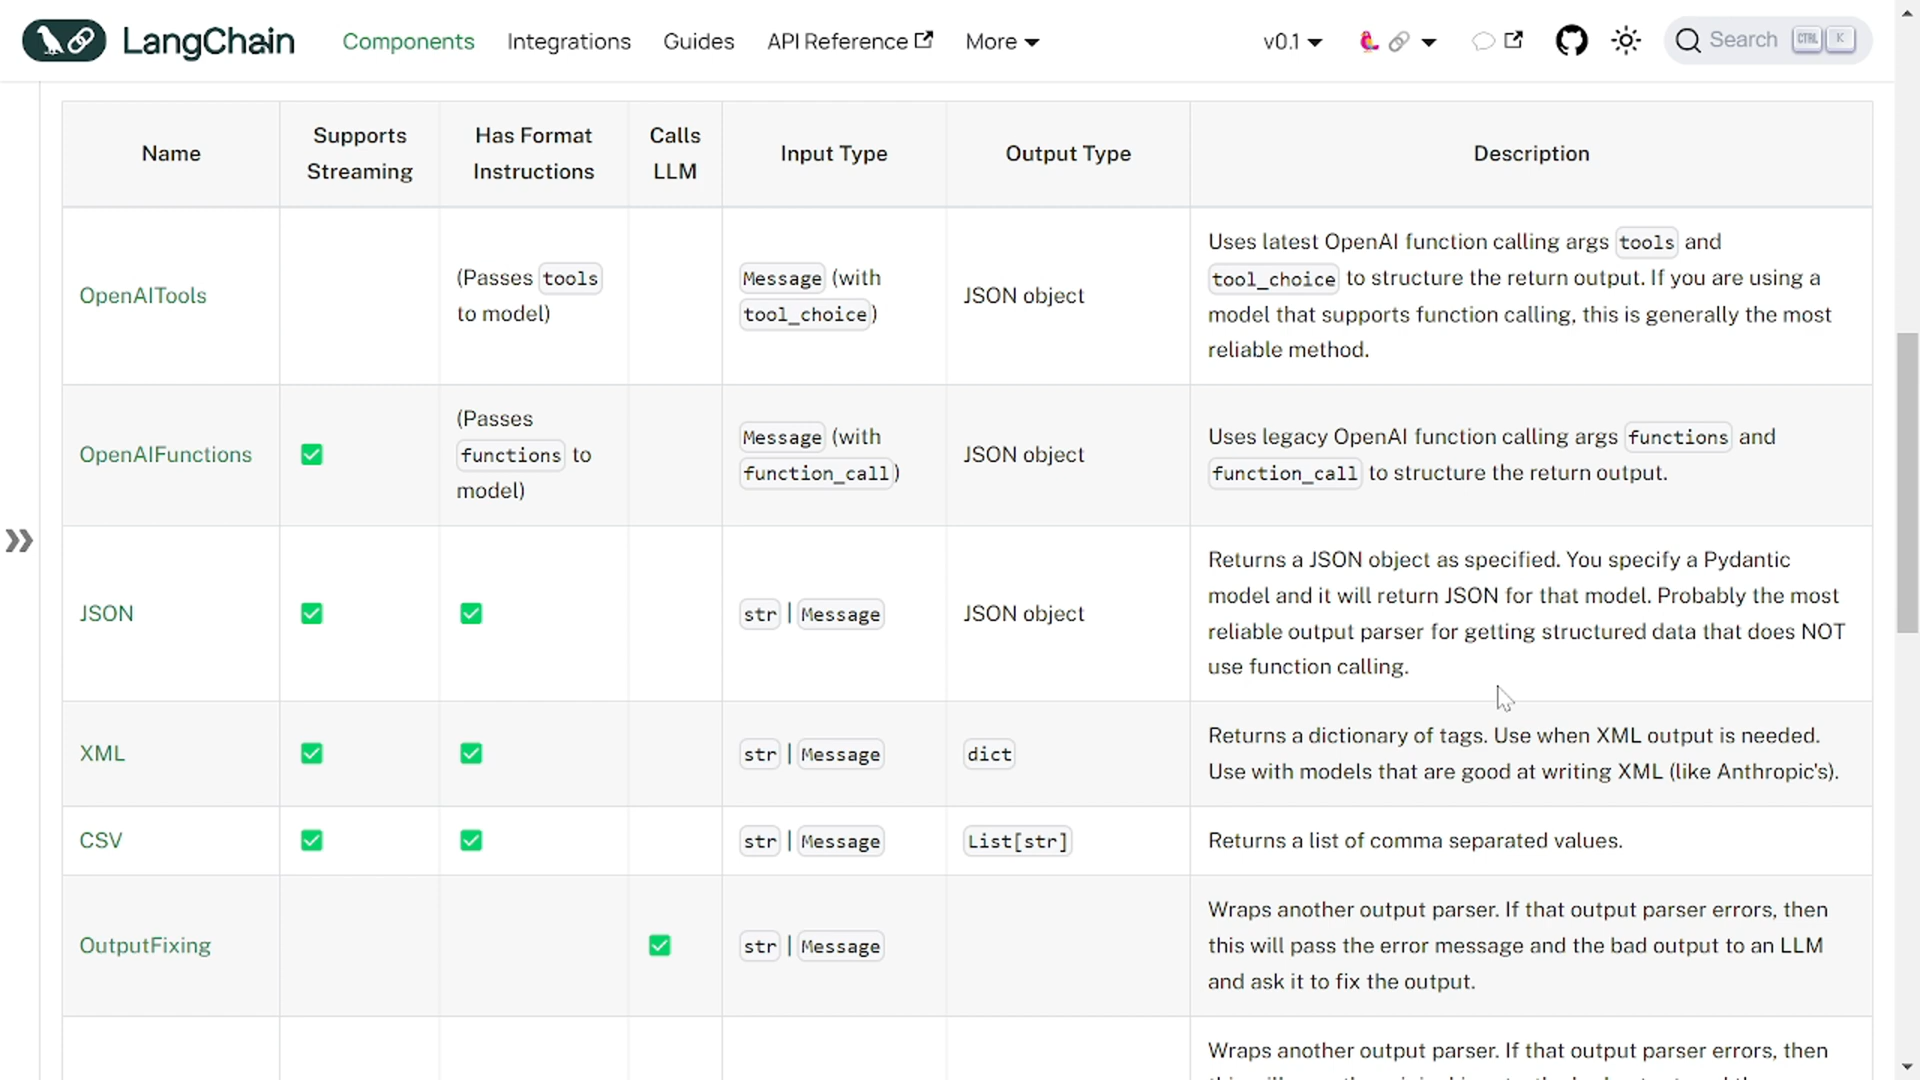 LangChain Components Integrations Guides API Reference More v0.1 Search CTRL K
Name
Supports
Streaming
Has Format
Instructions
Calls
LLM
Input Type
Output Type
Description
OpenAITools
(Passes tools
to model)
Message (with
tool_choice)
JSON object
Uses latest OpenAI function calling args tools and
tool_choice to structure the return output. If you are using a
model that supports function calling, this is generally the most
reliable method.
OpenAIFunctions
(Passes
functions to
model)
Message (with
function_call)
JSON object
Uses legacy OpenAI function calling args functions and
function_call to structure the return output.
JSON
str | Message
JSON object
Returns a JSON object as specified. You specify a Pydantic
model and it will return JSON for that model. Probably the most
reliable output parser for getting structured data that does NOT
use function calling.
XML
str | Message
dict
Returns a dictionary of tags. Use when XML output is needed.
Use with models that are good at writing XML (like Anthropic's).
CSV
str | Message
List[str]
Returns a list of comma separated values.
OutputFixing
str | Message
Wraps another output parser. If that output parser errors, then
this will pass the error message and the bad output to an LLM
and ask it to fix the output.
Wraps another output parser. If that output parser errors, then